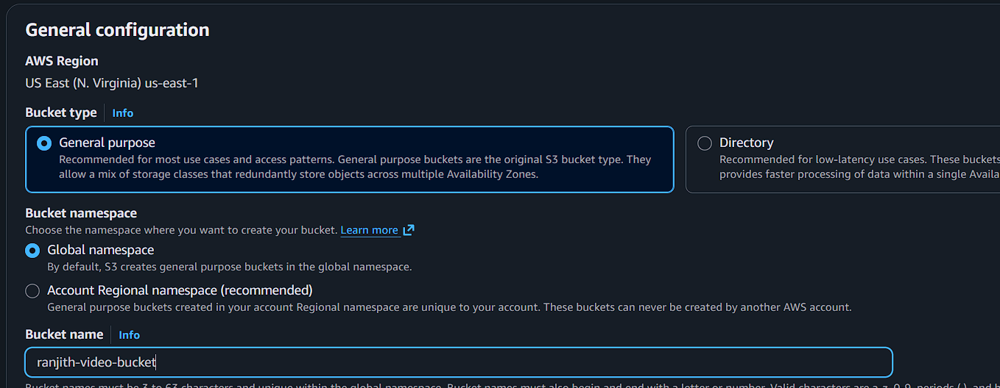 General configuration
AWS Region
US East (N. Virginia) us-east-1
Bucket type
Info
General purpose
Recommended for most use cases and access patterns. General purpose buckets are the original S3 bucket type. They
allow a mix of storage classes that redundantly store objects across multiple Availability Zones.
Directory
Recommended for low-latency use cases. These buckets
provides faster processing of data within a single
Bucket namespace
Choose the namespace where you want to create your bucket. Learn more
Global namespace
By default, S3 creates general purpose buckets in the global namespace.
Account Regional namespace (recommended)
General purpose buckets created in your account Regional namespace are unique to your account. These buckets can never be created by another AWS account.
Bucket name
Info
ranjith-video-bucket
Bucket names must be 3 to 63 characters and unique within the global namespace. Bucket names must also begin and end with a letter or number. Valid characters are a-z, 0-9, periods (.), and